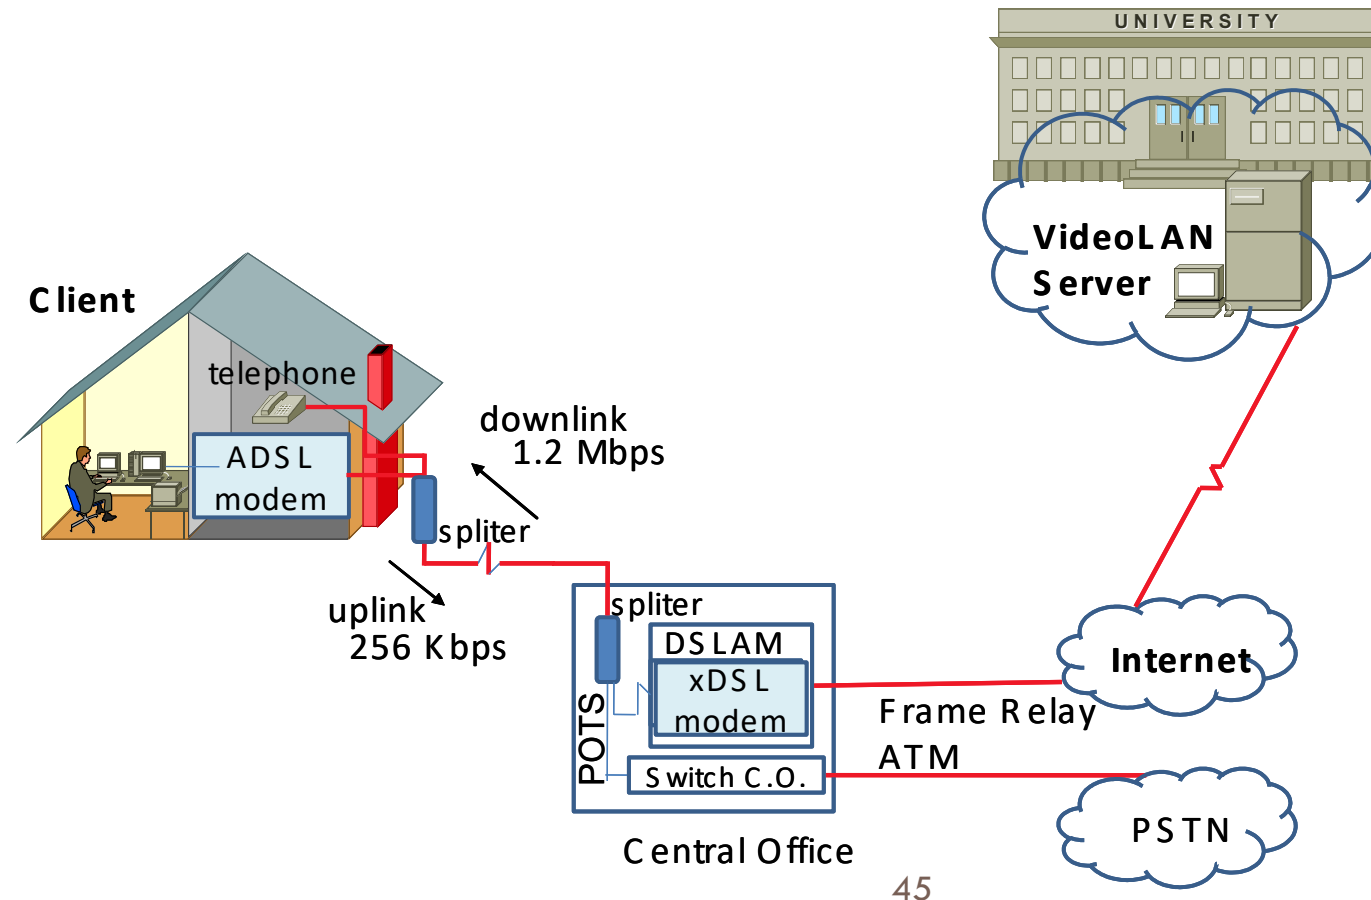 UNIVERSITY
VideoLAN
Server
Client
telephone
ADSL
modem
downlink
1.2 Mbps
spliter
uplink
256 Kbps
spliter
DSLAM
xDSL
modem
POTS
Switch C.O.
Central Office
Internet
Frame Relay
ATM
PSTN
45